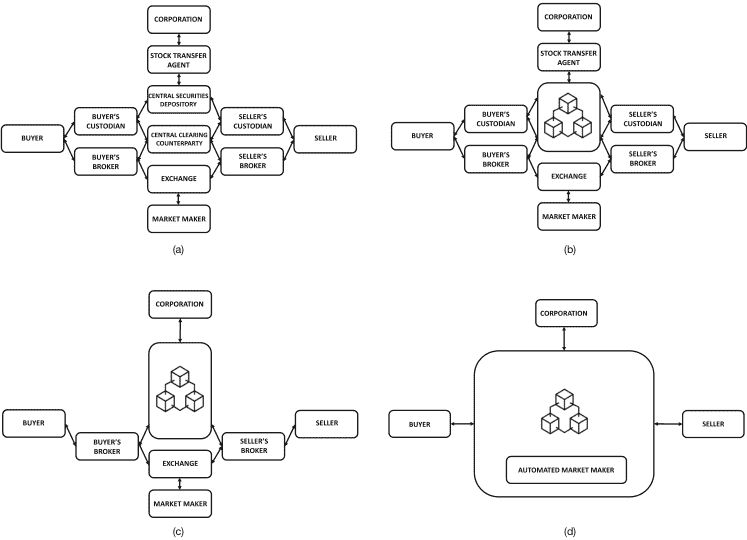 CORPORATION
STOCK TRANSFER
AGENT
CENTRAL SECURITIES
DEPOSITORY
BUYER'S
CUSTODIAN
SELLER'S
CUSTODIAN
BUYER
CENTRAL CLEARING
COUNTERPARTY
SELLER
BUYER'S
BROKER
SELLER'S
BROKER
EXCHANGE
MARKET MAKER
(a)
CORPORATION
STOCK TRANSFER
AGENT
BUYER'S
CUSTODIAN
SELLER'S
CUSTODIAN
BUYER
SELLER
BUYER'S
BROKER
SELLER'S
BROKER
EXCHANGE
MARKET MAKER
(b)
CORPORATION
BUYER
SELLER
BUYER'S
BROKER
SELLER'S
BROKER
EXCHANGE
MARKET MAKER
(c)
CORPORATION
BUYER
SELLER
AUTOMATED MARKET MAKER
(d)